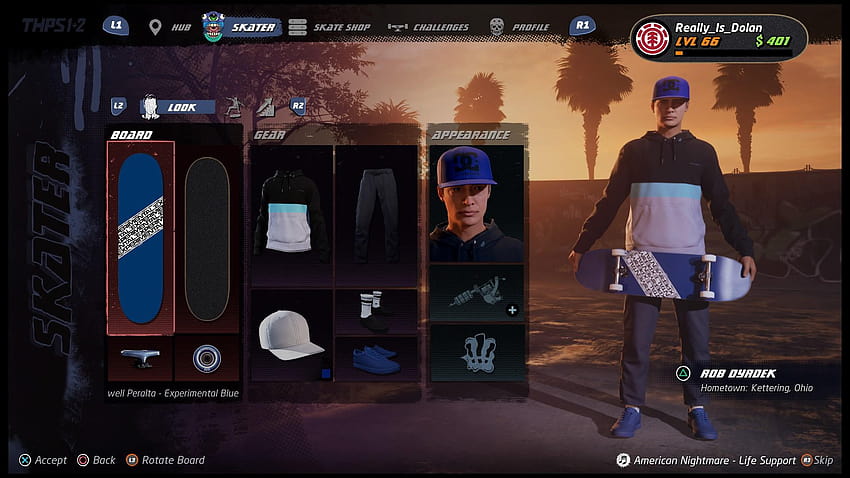 THPS1+2
L1
HUB
SKATER
SKATE SHOP
CHALLENGES
PROFILE
R1
Really_Is_Dolan
LVL 66
$ 401
L2
LOOK
R2
SKATER
BOARD
GEAR
APPEARANCE
well Peralta - Experimental Blue
ROB DYRDEK
Hometown: Kettering, Ohio
Accept
Back
Rotate Board
American Nightmare - Life Support
R3
Skip